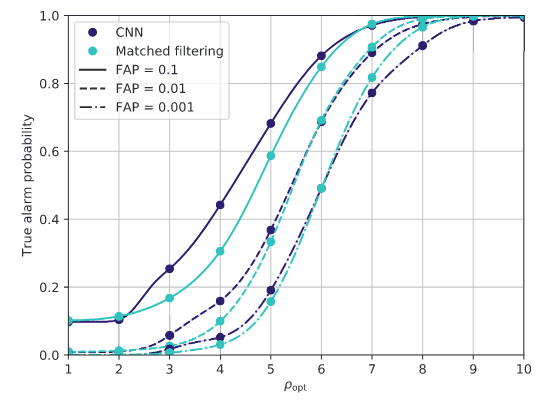 CNN
Matched filtering
FAP = 0.1
FAP = 0.01
FAP = 0.001
True alarm probability
1.0
0.8
0.6
0.4
0.2
0.0
1 2 3 4 5 6 7 8 9 10
ρopt